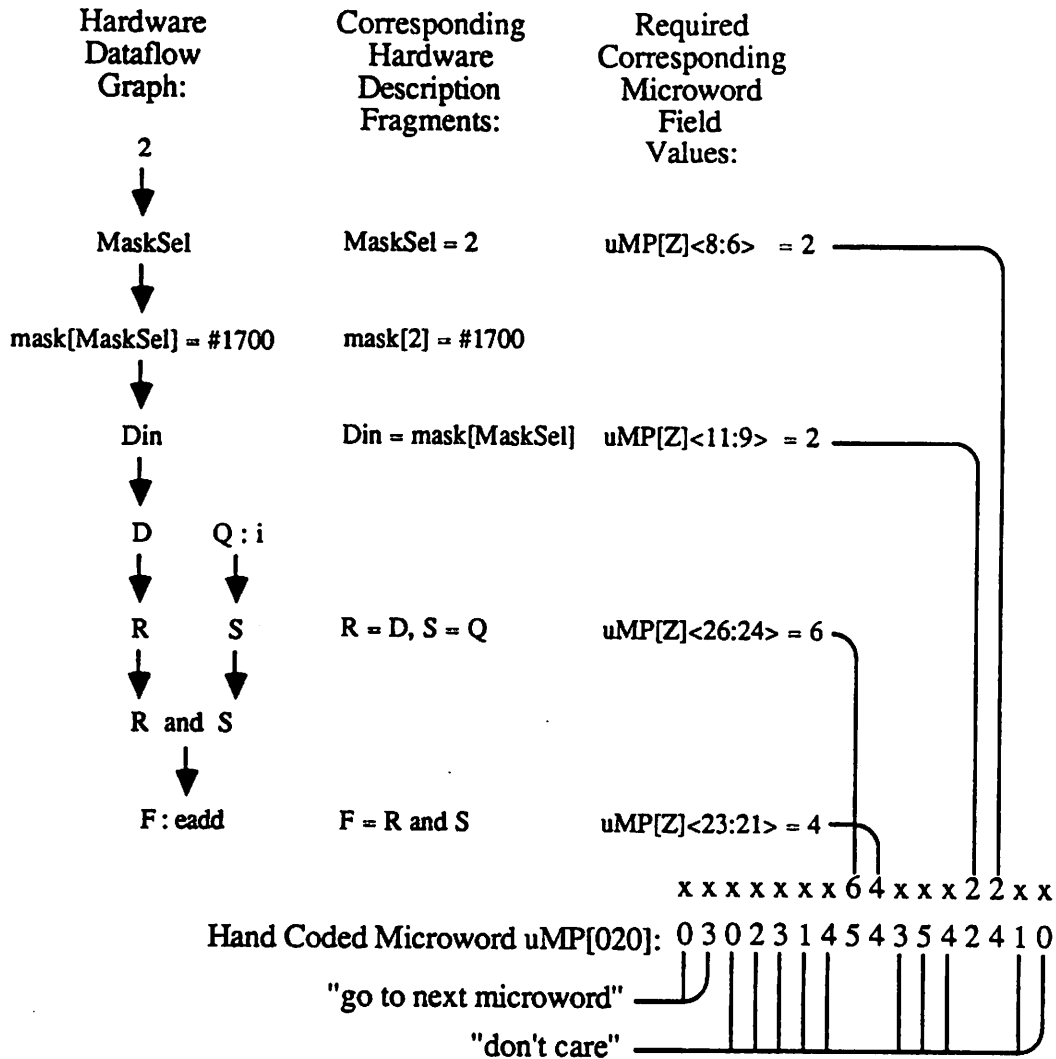 Hardware
Dataflow
Graph:
Corresponding
Hardware
Description
Fragments:
Required
Corresponding
Microword
Field
Values:
2
MaskSel
MaskSel = 2
uMP[Z]<8:6> = 2
mask[MaskSel] = #1700
mask[2] = #1700
Din
Din = mask[MaskSel]
uMP[Z]<11:9> = 2
D
Q : i
R
S
R = D, S = Q
uMP[Z]<26:24> = 6
R and S
F : eadd
F = R and S
uMP[Z]<23:21> = 4
x x x x x x x 6 4 x x x 2 2 x x
Hand Coded Microword uMP[020]: 0 3 0 2 3 1 4 5 4 3 5 4 2 4 1 0
"go to next microword"
"don't care"